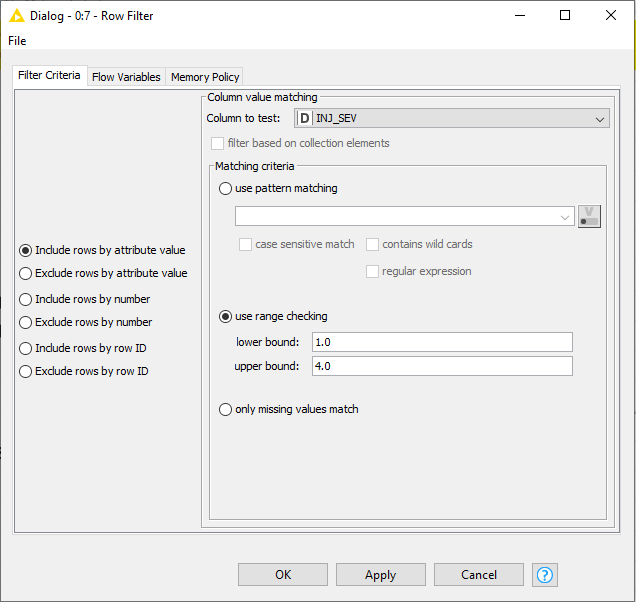 Dialog - 0:7 - Row Filter
File
Filter Criteria Flow Variables Memory Policy
Include rows by attribute value
Exclude rows by attribute value
Include rows by number
Exclude rows by number
Include rows by row ID
Exclude rows by row ID
Column value matching
Column to test: D INJ_SEV
filter based on collection elements
Matching criteria
use pattern matching
V
case sensitive match contains wild cards
regular expression
use range checking
lower bound: 1.0
upper bound: 4.0
only missing values match
OK Apply Cancel ?